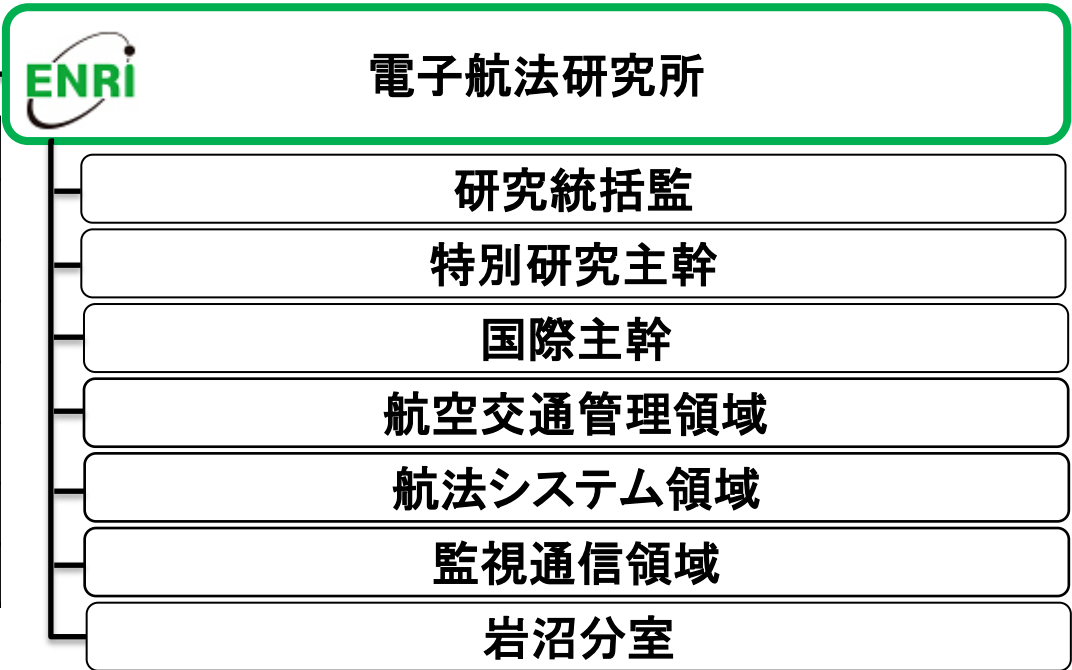 ENRI
電子航法研究所
研究統括監
特別研究主幹
国際主幹
航空交通管理領域
航法システム領域
監視通信領域
岩沼分室